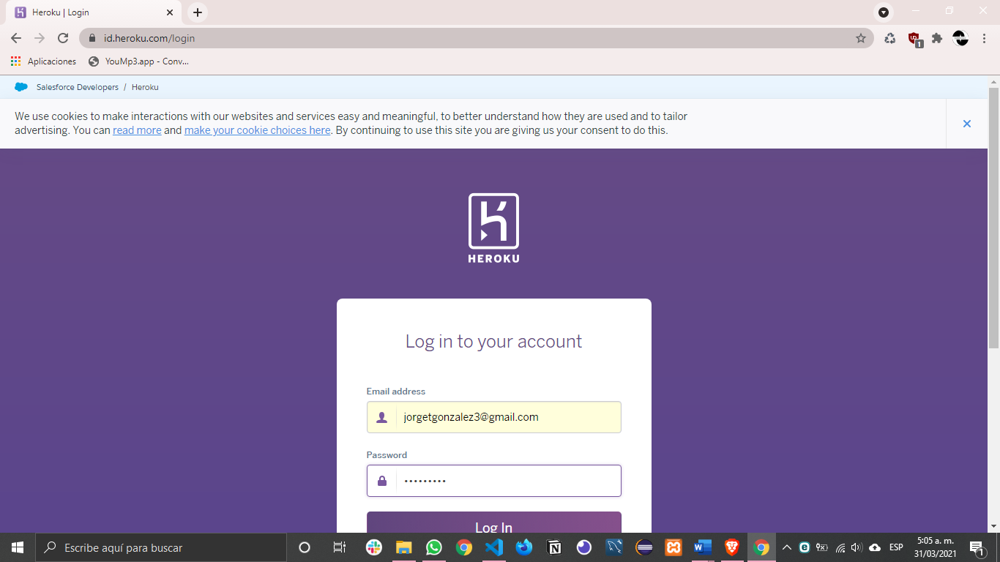 Heroku | Login
id.heroku.com/login
1
Aplicaciones
YouMp3.app - Conv...
Salesforce Developers / Heroku
We use cookies to make interactions with our websites and services easy and meaningful, to better understand how they are used and to tailor
advertising. You can read more and make your cookie choices here. By continuing to use this site you are giving us your consent to do this.
HEROKU
Log in to your account
Email address
jorgetgonzalez3@gmail.com
Password
•••••••••
Log In
Escribe aquí para buscar
ESP
5:05 a. m.
31/03/2021
1